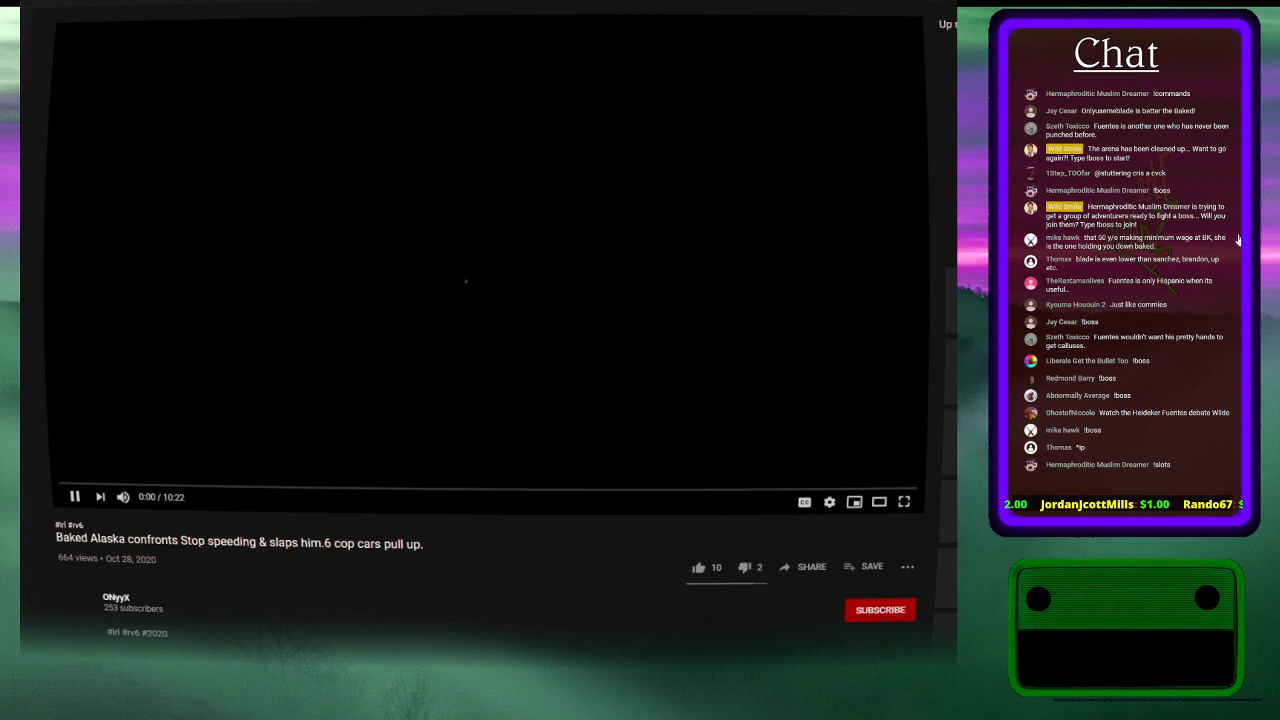 Up
0:00 / 10:22
CC
#irl #rv6
Baked Alaska confronts Stop speeding & slaps him.6 cop cars pull up.
664 views • Oct 28, 2020
10
2
SHARE
SAVE
ONyyX
253 subscribers
SUBSCRIBE
#irl #rv6 #2020
Chat
Hermaphroditic Muslim Dreamer !commands
Jay Cesar Onlyusemeblade is better the Baked!
Szeth Toxicco Fuentes is another one who has never been
punched before.
Wild Smile The arena has been cleaned up... Want to go
again?! Type !boss to start!
1Step_TOOfar @stuttering cris a cvck
Hermaphroditic Muslim Dreamer !boss
Wild Smile Hermaphroditic Muslim Dreamer is trying to
get a group of adventurers ready to fight a boss... Will you
join them? Type !boss to join!
mike hawk that 50 y/o making minimum wage at BK, she
is the one holding you down baked.
Thomas blade is even lower than sanchez, brandon, up
etc.
TheRastamanlives Fuentes is only Hispanic when its
useful..
Kyouma Hououin 2 Just like commies
Jay Cesar !boss
Szeth Toxicco Fuentes wouldn't want his pretty hands to
get calluses.
Liberals Get the Bullet Too !boss
Redmond Barry !boss
Abnormally Average !boss
GhostofNiccolo Watch the Heideker Fuentes debate Wilde
mike hawk !boss
Thomas *ip
Hermaphroditic Muslim Dreamer !slots
2.00 JordanJcottMills $1.00 Rando67 $